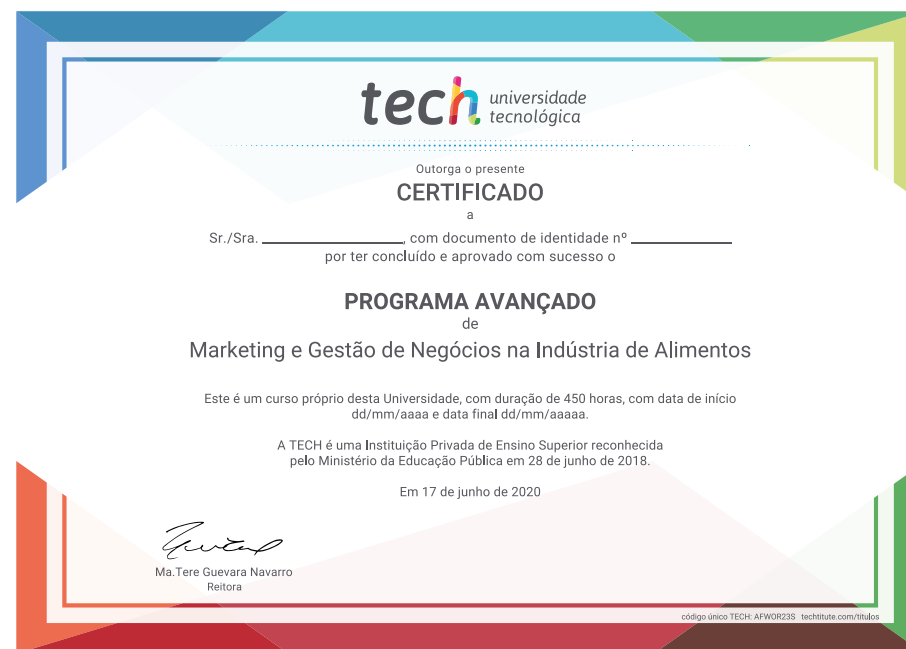 tech universidade
tecnológica
Outorga o presente
CERTIFICADO
a
Sr./Sra. ________________, com documento de identidade nº ____________
por ter concluído e aprovado com sucesso o
PROGRAMA AVANÇADO
de
Marketing e Gestão de Negócios na Indústria de Alimentos
Este é um curso próprio desta Universidade, com duração de 450 horas, com data de início
dd/mm/aaaa e data final dd/mm/aaaaa.
A TECH é uma Instituição Privada de Ensino Superior reconhecida
pelo Ministério da Educação Pública em 28 de junho de 2018.
Em 17 de junho de 2020
Ma.Tere Guevara Navarro
Reitora
código único TECH: AFWOR23S techtitute.com/titulos